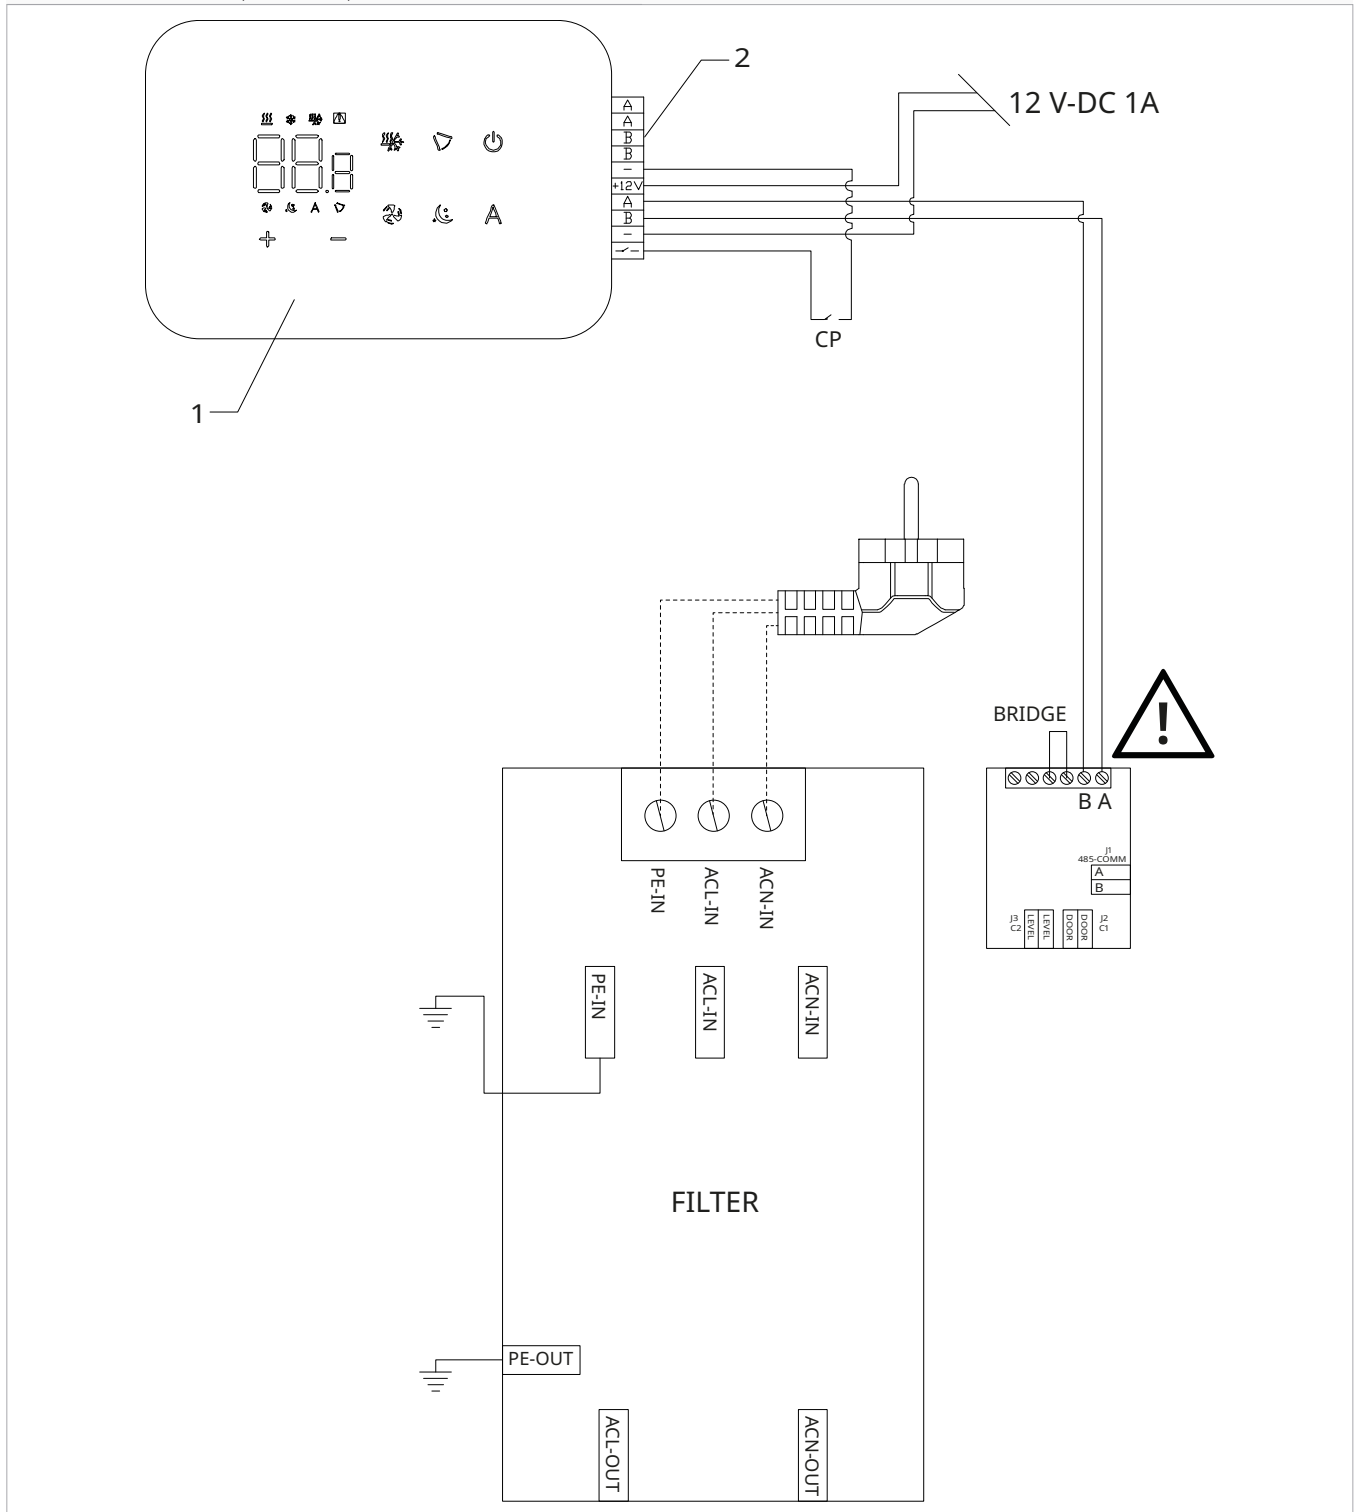 2
12 V-DC 1A
A
A
B
B
–
+12V
A
B
–
A
A
+
–
CP
1
BRIDGE
!
B A
J1
485-COMM
A
B
J3
C2
LEVEL
LEVEL
DOOR
DOOR
J2
C1
PE-IN
ACL-IN
ACN-IN
PE-IN
ACL-IN
ACN-IN
FILTER
PE-OUT
ACL-OUT
ACN-OUT